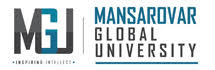 MGU
• INSPIRING INTELLECT •
MANSAROVAR
GLOBAL
UNIVERSITY